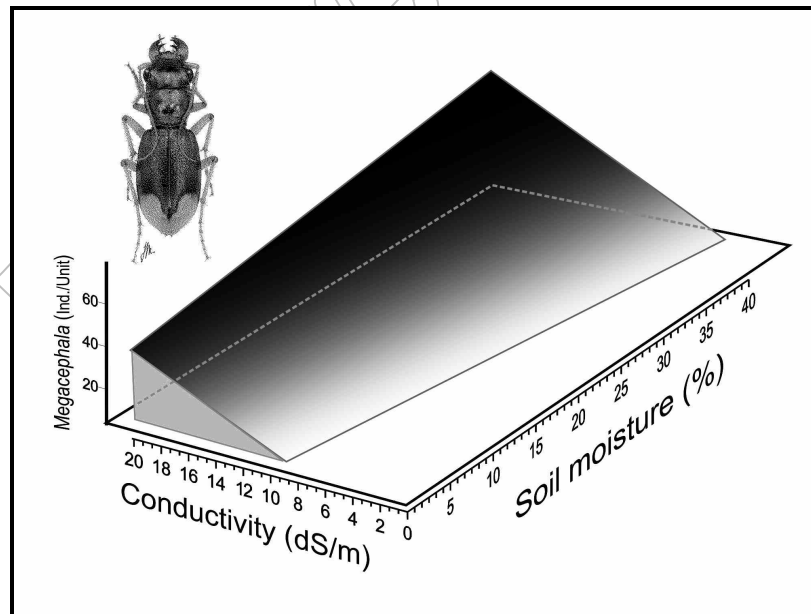 Megacephala (Ind./Unit)
60
40
20
20 18 16 14 12 10 8 6 4 2 0
Conductivity (dS/m)
5 10 15 20 25 30 35 40
Soil moisture (%)